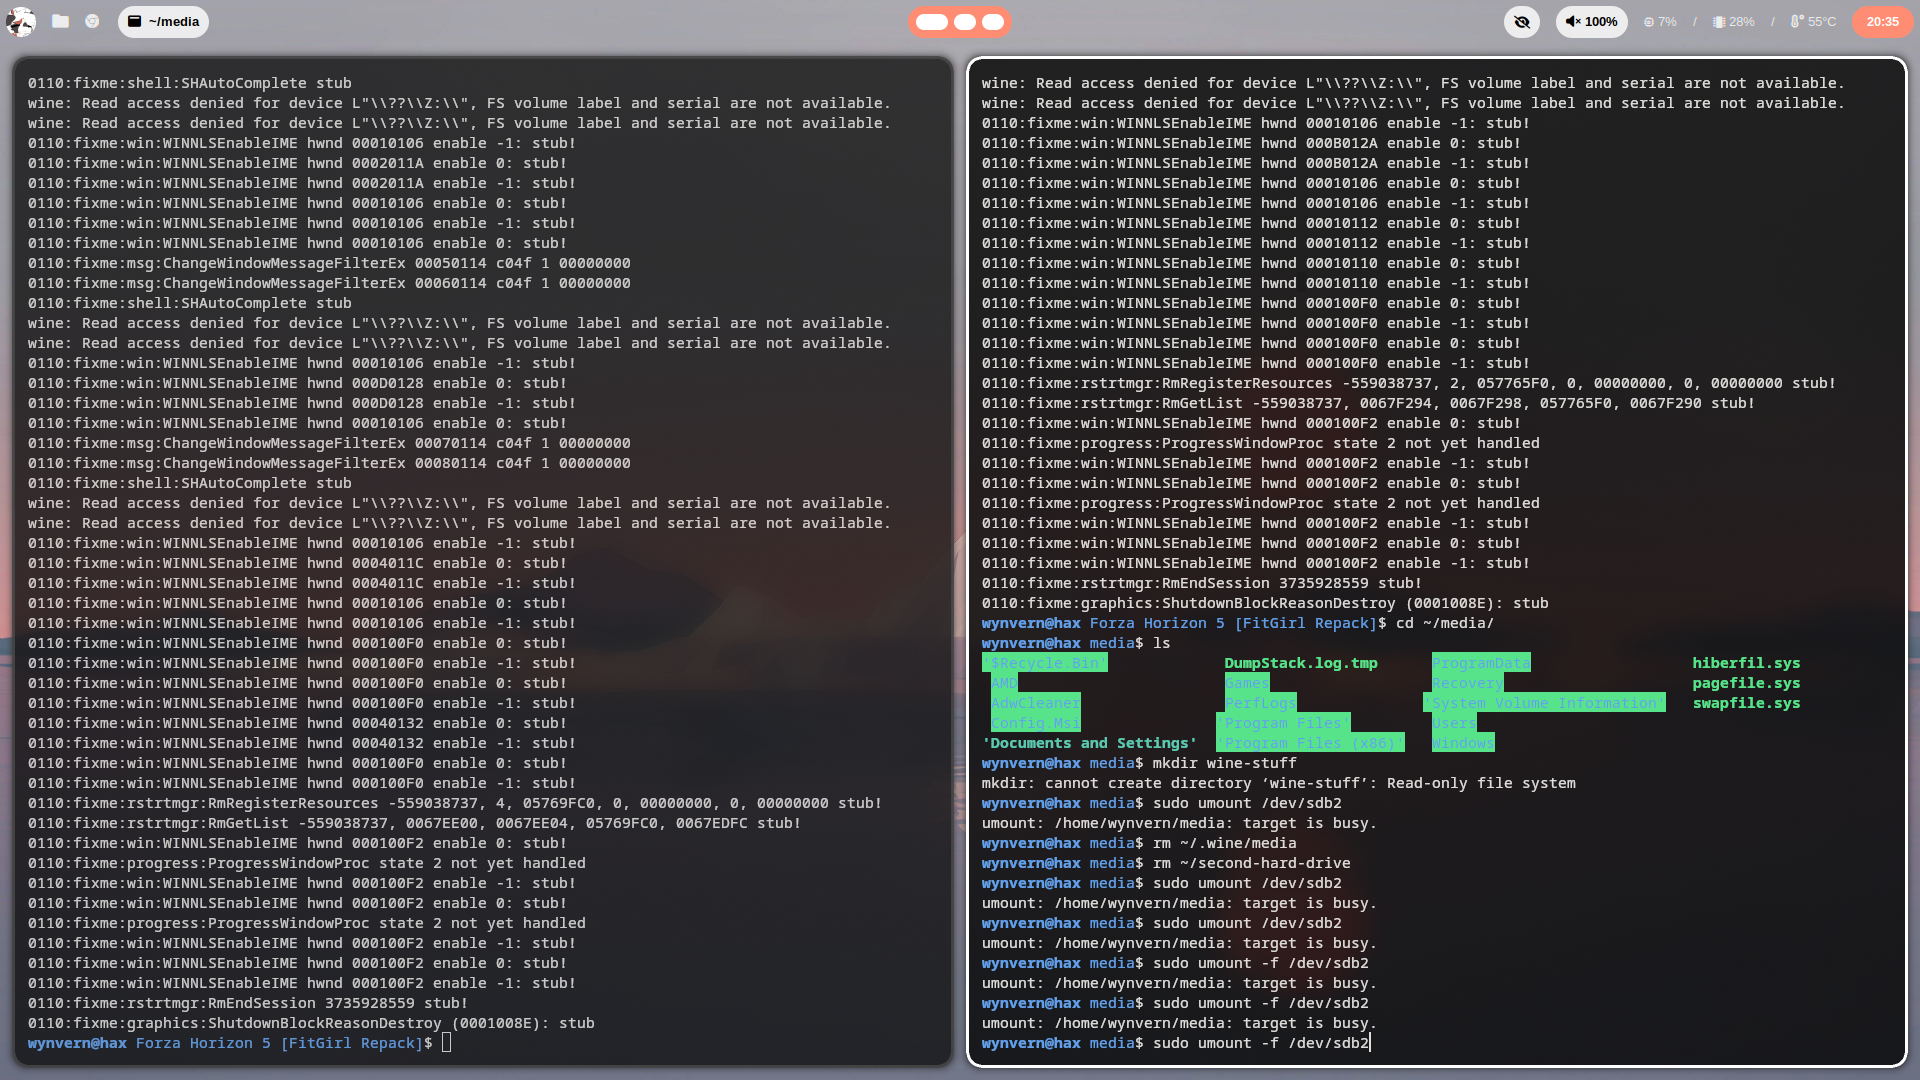 ~/media
100%
7%
/
28%
/
55°C
20:35
0110:fixme:shell:SHAutoComplete stub
wine: Read access denied for device L"\\??\\Z:\\", FS volume label and serial are not available.
wine: Read access denied for device L"\\??\\Z:\\", FS volume label and serial are not available.
0110:fixme:win:WINNLSEnableIME hwnd 00010106 enable -1: stub!
0110:fixme:win:WINNLSEnableIME hwnd 0002011A enable 0: stub!
0110:fixme:win:WINNLSEnableIME hwnd 0002011A enable -1: stub!
0110:fixme:win:WINNLSEnableIME hwnd 00010106 enable 0: stub!
0110:fixme:win:WINNLSEnableIME hwnd 00010106 enable -1: stub!
0110:fixme:win:WINNLSEnableIME hwnd 00010106 enable 0: stub!
0110:fixme:msg:ChangeWindowMessageFilterEx 00050114 c04f 1 00000000
0110:fixme:msg:ChangeWindowMessageFilterEx 00060114 c04f 1 00000000
0110:fixme:shell:SHAutoComplete stub
wine: Read access denied for device L"\\??\\Z:\\", FS volume label and serial are not available.
wine: Read access denied for device L"\\??\\Z:\\", FS volume label and serial are not available.
0110:fixme:win:WINNLSEnableIME hwnd 00010106 enable -1: stub!
0110:fixme:win:WINNLSEnableIME hwnd 000D0128 enable 0: stub!
0110:fixme:win:WINNLSEnableIME hwnd 000D0128 enable -1: stub!
0110:fixme:win:WINNLSEnableIME hwnd 00010106 enable 0: stub!
0110:fixme:msg:ChangeWindowMessageFilterEx 00070114 c04f 1 00000000
0110:fixme:msg:ChangeWindowMessageFilterEx 00080114 c04f 1 00000000
0110:fixme:shell:SHAutoComplete stub
wine: Read access denied for device L"\\??\\Z:\\", FS volume label and serial are not available.
wine: Read access denied for device L"\\??\\Z:\\", FS volume label and serial are not available.
0110:fixme:win:WINNLSEnableIME hwnd 00010106 enable -1: stub!
0110:fixme:win:WINNLSEnableIME hwnd 0004011C enable 0: stub!
0110:fixme:win:WINNLSEnableIME hwnd 0004011C enable -1: stub!
0110:fixme:win:WINNLSEnableIME hwnd 00010106 enable 0: stub!
0110:fixme:win:WINNLSEnableIME hwnd 00010106 enable -1: stub!
0110:fixme:win:WINNLSEnableIME hwnd 000100F0 enable 0: stub!
0110:fixme:win:WINNLSEnableIME hwnd 000100F0 enable -1: stub!
0110:fixme:win:WINNLSEnableIME hwnd 000100F0 enable 0: stub!
0110:fixme:win:WINNLSEnableIME hwnd 000100F0 enable -1: stub!
0110:fixme:win:WINNLSEnableIME hwnd 00040132 enable 0: stub!
0110:fixme:win:WINNLSEnableIME hwnd 00040132 enable -1: stub!
0110:fixme:win:WINNLSEnableIME hwnd 000100F0 enable 0: stub!
0110:fixme:win:WINNLSEnableIME hwnd 000100F0 enable -1: stub!
0110:fixme:rstrtmgr:RmRegisterResources -559038737, 4, 05769FC0, 0, 00000000, 0, 00000000 stub!
0110:fixme:rstrtmgr:RmGetList -559038737, 0067EE00, 0067EE04, 05769FC0, 0067EDFC stub!
0110:fixme:win:WINNLSEnableIME hwnd 000100F2 enable 0: stub!
0110:fixme:progress:ProgressWindowProc state 2 not yet handled
0110:fixme:win:WINNLSEnableIME hwnd 000100F2 enable -1: stub!
0110:fixme:win:WINNLSEnableIME hwnd 000100F2 enable 0: stub!
0110:fixme:progress:ProgressWindowProc state 2 not yet handled
0110:fixme:win:WINNLSEnableIME hwnd 000100F2 enable -1: stub!
0110:fixme:win:WINNLSEnableIME hwnd 000100F2 enable 0: stub!
0110:fixme:win:WINNLSEnableIME hwnd 000100F2 enable -1: stub!
0110:fixme:rstrtmgr:RmEndSession 3735928559 stub!
0110:fixme:graphics:ShutdownBlockReasonDestroy (0001008E): stub
wynvern@hax Forza Horizon 5 [FitGirl Repack]$
wine: Read access denied for device L"\\??\\Z:\\", FS volume label and serial are not available.
wine: Read access denied for device L"\\??\\Z:\\", FS volume label and serial are not available.
0110:fixme:win:WINNLSEnableIME hwnd 00010106 enable -1: stub!
0110:fixme:win:WINNLSEnableIME hwnd 000B012A enable 0: stub!
0110:fixme:win:WINNLSEnableIME hwnd 000B012A enable -1: stub!
0110:fixme:win:WINNLSEnableIME hwnd 00010106 enable 0: stub!
0110:fixme:win:WINNLSEnableIME hwnd 00010106 enable -1: stub!
0110:fixme:win:WINNLSEnableIME hwnd 00010112 enable 0: stub!
0110:fixme:win:WINNLSEnableIME hwnd 00010112 enable -1: stub!
0110:fixme:win:WINNLSEnableIME hwnd 00010110 enable 0: stub!
0110:fixme:win:WINNLSEnableIME hwnd 00010110 enable -1: stub!
0110:fixme:win:WINNLSEnableIME hwnd 000100F0 enable 0: stub!
0110:fixme:win:WINNLSEnableIME hwnd 000100F0 enable -1: stub!
0110:fixme:win:WINNLSEnableIME hwnd 000100F0 enable 0: stub!
0110:fixme:win:WINNLSEnableIME hwnd 000100F0 enable -1: stub!
0110:fixme:rstrtmgr:RmRegisterResources -559038737, 2, 057765F0, 0, 00000000, 0, 00000000 stub!
0110:fixme:rstrtmgr:RmGetList -559038737, 0067F294, 0067F298, 057765F0, 0067F290 stub!
0110:fixme:win:WINNLSEnableIME hwnd 000100F2 enable 0: stub!
0110:fixme:progress:ProgressWindowProc state 2 not yet handled
0110:fixme:win:WINNLSEnableIME hwnd 000100F2 enable -1: stub!
0110:fixme:win:WINNLSEnableIME hwnd 000100F2 enable 0: stub!
0110:fixme:progress:ProgressWindowProc state 2 not yet handled
0110:fixme:win:WINNLSEnableIME hwnd 000100F2 enable -1: stub!
0110:fixme:win:WINNLSEnableIME hwnd 000100F2 enable 0: stub!
0110:fixme:win:WINNLSEnableIME hwnd 000100F2 enable -1: stub!
0110:fixme:rstrtmgr:RmEndSession 3735928559 stub!
0110:fixme:graphics:ShutdownBlockReasonDestroy (0001008E): stub
wynvern@hax Forza Horizon 5 [FitGirl Repack]$ cd ~/media/
wynvern@hax media$ ls
'$Recycle.Bin' DumpStack.log.tmp ProgramData hiberfil.sys
AMD Games Recovery pagefile.sys
AdwCleaner PerfLogs 'System Volume Information' swapfile.sys
Config.Msi 'Program Files' Users
'Documents and Settings' 'Program Files (x86)' Windows
wynvern@hax media$ mkdir wine-stuff
mkdir: cannot create directory ‘wine-stuff’: Read-only file system
wynvern@hax media$ sudo umount /dev/sdb2
umount: /home/wynvern/media: target is busy.
wynvern@hax media$ rm ~/.wine/media
wynvern@hax media$ rm ~/second-hard-drive
wynvern@hax media$ sudo umount /dev/sdb2
umount: /home/wynvern/media: target is busy.
wynvern@hax media$ sudo umount /dev/sdb2
umount: /home/wynvern/media: target is busy.
wynvern@hax media$ sudo umount -f /dev/sdb2
umount: /home/wynvern/media: target is busy.
wynvern@hax media$ sudo umount -f /dev/sdb2
umount: /home/wynvern/media: target is busy.
wynvern@hax media$ sudo umount -f /dev/sdb2